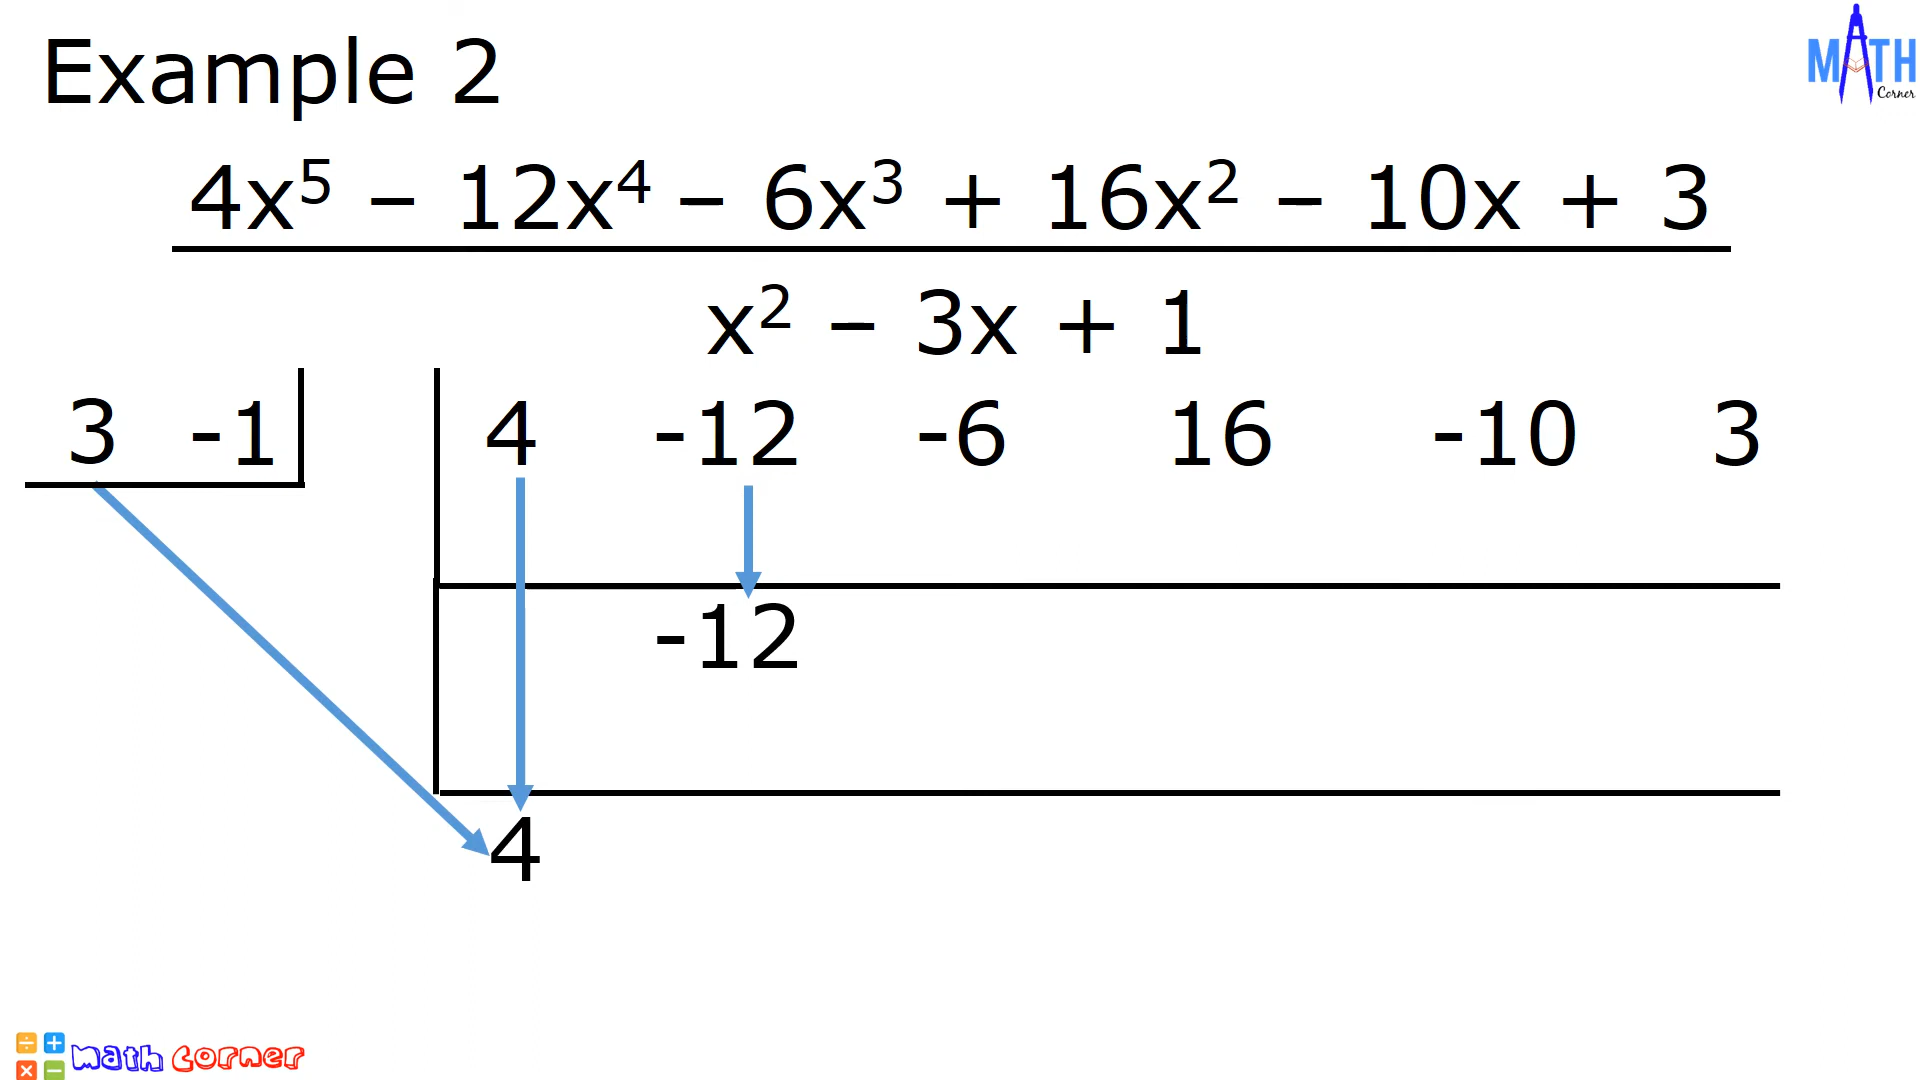 Example 2
MATH
Corner
4x⁵ – 12x⁴ – 6x³ + 16x² – 10x + 3
x² – 3x + 1
3 -1 4 -12 -6 16 -10 3
-12
4
÷ + × − math corner